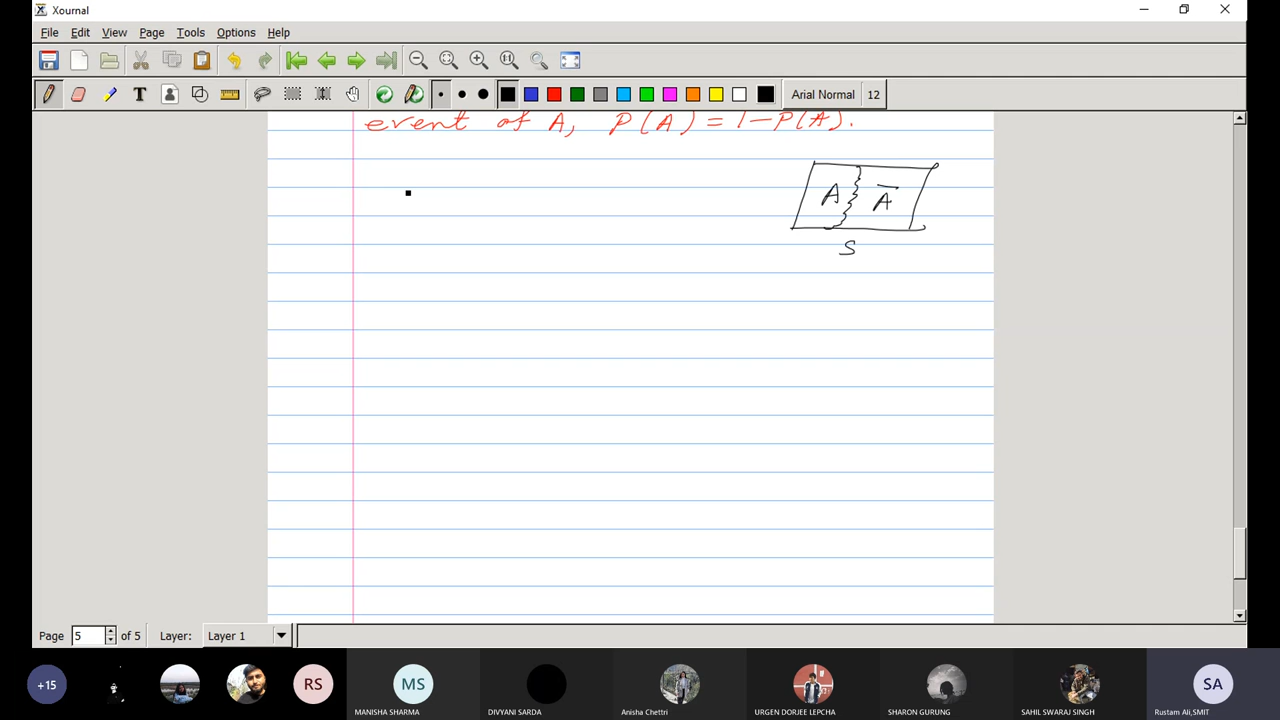 Xournal
File Edit View Page Tools Options Help
Arial Normal 12
event of A, P(A) = 1-P(A).
A A̅
S
Page 5 of 5 Layer: Layer 1
+15 RS MS SA
MANISHA SHARMA DIVYANI SARDA Anisha Chettri URGEN DORJEE LEPCHA SHARON GURUNG SAHIL SWARAJ SINGH Rustam Ali,SMIT